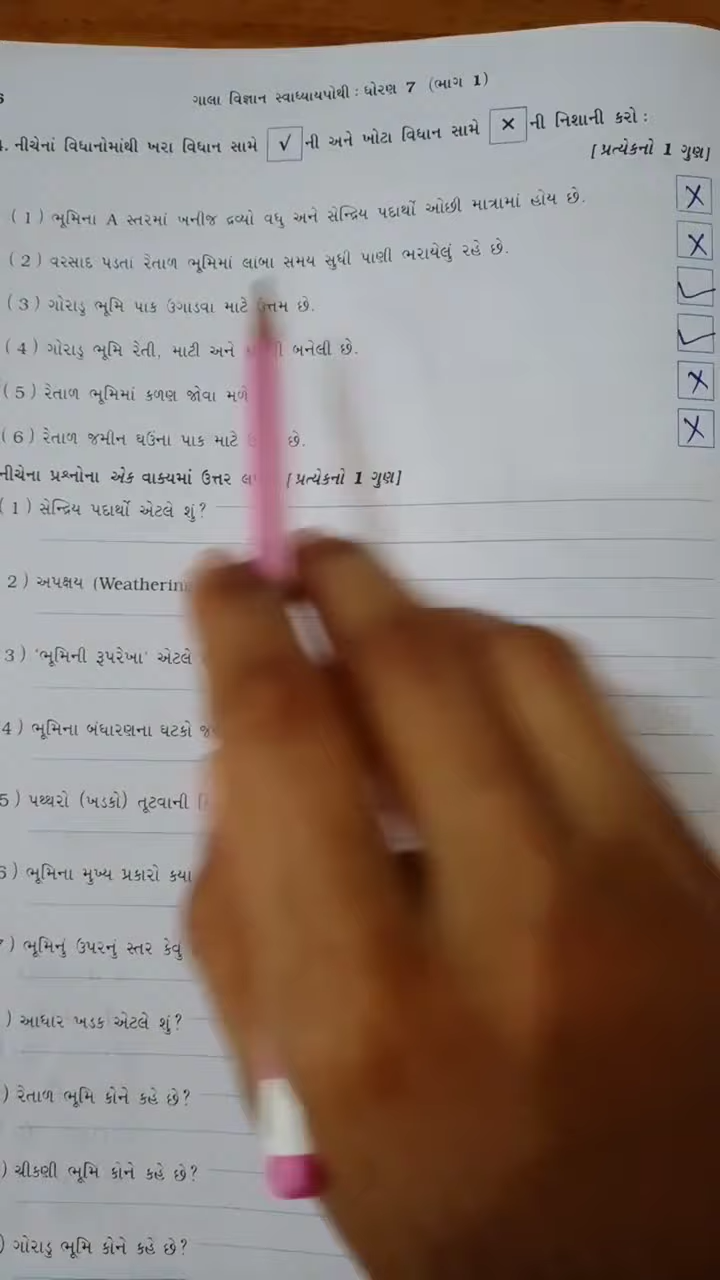 ગાલા વિજ્ઞાન સ્વાધ્યાયપોથી : ધોરણ 7 (ભાગ 1)
. નીચેનાં વિધાનોમાંથી ખરા વિધાન સામે √ ની અને ખોટા વિધાન સામે × ની નિશાની કરો :
[પ્રત્યેકનો 1 ગુણ]
(1) ભૂમિના A સ્તરમાં ખનીજ દ્રવ્યો વધુ અને સેન્દ્રિય પદાર્થો ઓછી માત્રામાં હોય છે. ×
(2) વરસાદ પડતાં રેતાળ ભૂમિમાં લાંબા સમય સુધી પાણી ભરાયેલું રહે છે. ×
(3) ગોરાડુ ભૂમિ પાક ઉગાડવા માટે ઉત્તમ છે. ✓
(4) ગોરાડુ ભૂમિ રેતી, માટી અને બનેલી છે. ✓
(5) રેતાળ ભૂમિમાં કળણ જોવા મળે ×
(6) રેતાળ જમીન ઘઉંના પાક માટે છે. ×
નીચેના પ્રશ્નોના એક વાક્યમાં ઉત્તર [પ્રત્યેકનો 1 ગુણ]
(1) સેન્દ્રિય પદાર્થો એટલે શું?
2) અપક્ષય (Weatherin
3) 'ભૂમિની રૂપરેખા' એટલે
4) ભૂમિના બંધારણના ઘટકો
5) પથ્થરો (ખડકો) તૂટવાની
) ભૂમિના મુખ્ય પ્રકારો કયા
) ભૂમિનું ઉપરનું સ્તર કેવું
) આધાર ખડક એટલે શું?
) રેતાળ ભૂમિ કોને કહે છે?
) ચીકણી ભૂમિ કોને કહે છે?
) ગોરાડુ ભૂમિ કોને કહે છે?